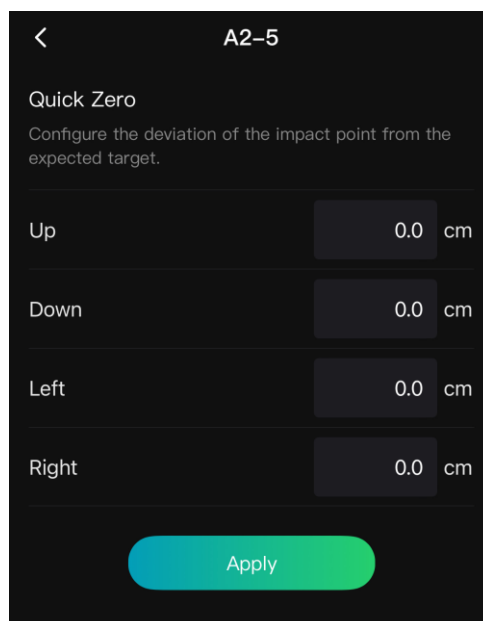 A2-5
Quick Zero
Configure the deviation of the impact point from the
expected target.
Up 0.0 cm
Down 0.0 cm
Left 0.0 cm
Right 0.0 cm
Apply